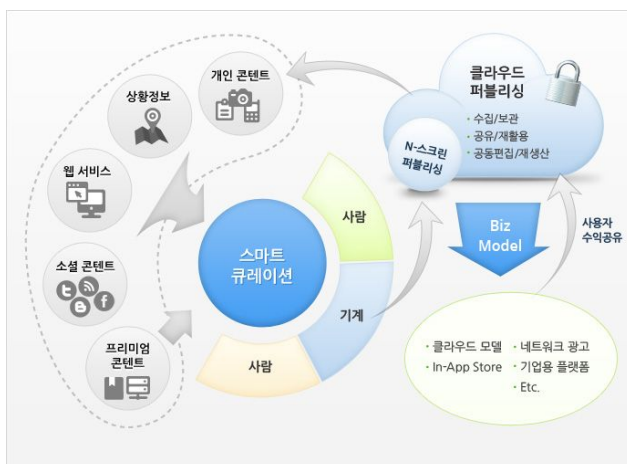 개인 콘텐트
상황정보
웹 서비스
소셜 콘텐트
프리미엄
콘텐트
스마트
큐레이션
사람
기계
사람
클라우드
퍼블리싱
• 수집/보관
• 공유/재활용
• 공동편집/재생산
N-스크린
퍼블리싱
Biz
Model
사용자
수익공유
• 클라우드 모델
• In-App Store
• 네트워크 광고
• 기업용 플랫폼
• Etc.